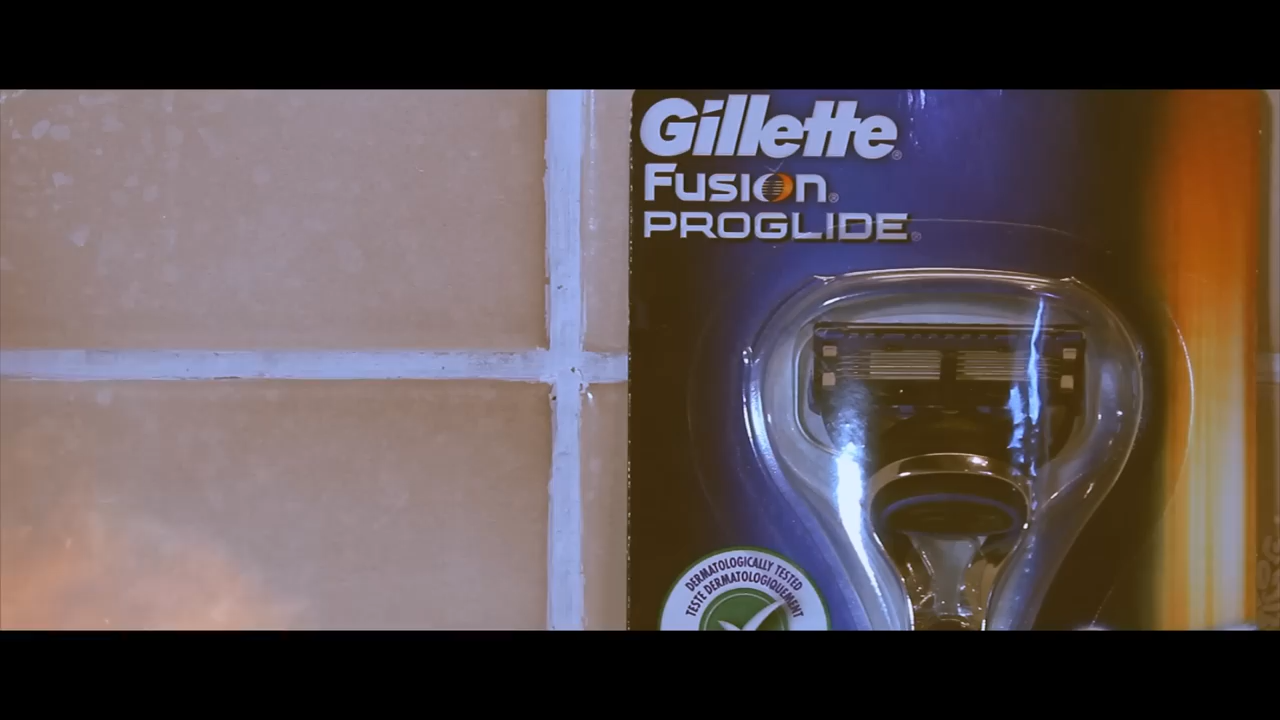 Gillette®
FUSION®
PROGLIDE®
DERMATOLOGICALLY TESTED
TESTÉ DERMATOLOGIQUEMENT